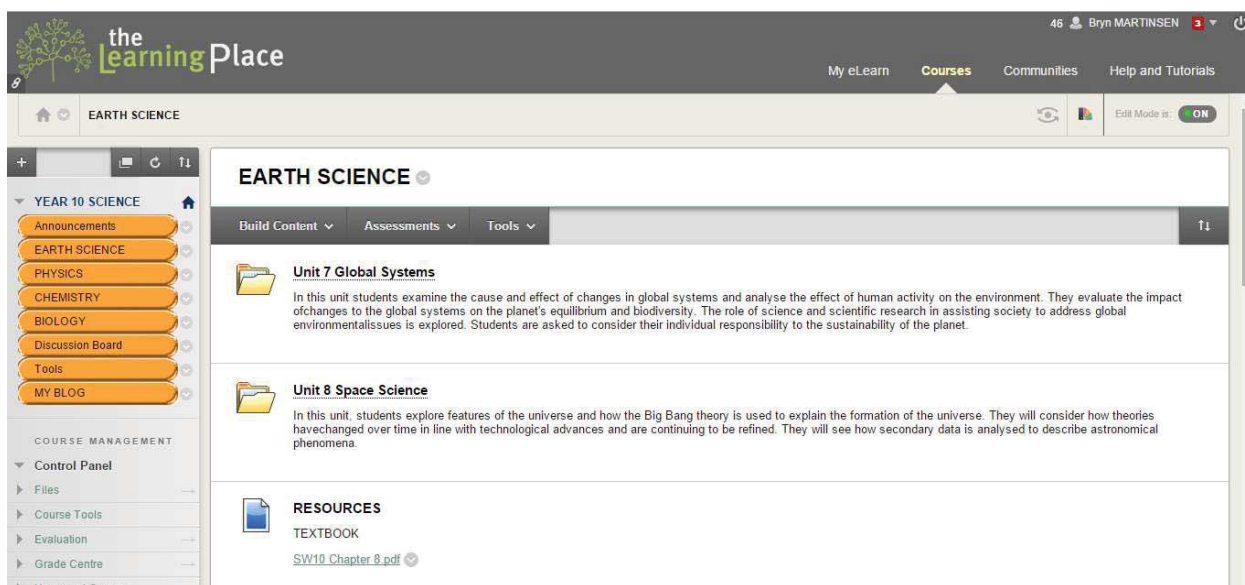 46 Bryn MARTINSEN 3
the
Learning Place
My eLearn Courses Communities Help and Tutorials
EARTH SCIENCE
Edit Mode is: ON
YEAR 10 SCIENCE
Announcements
EARTH SCIENCE
PHYSICS
CHEMISTRY
BIOLOGY
Discussion Board
Tools
MY BLOG
COURSE MANAGEMENT
Control Panel
Files
Course Tools
Evaluation
Grade Centre
EARTH SCIENCE
Build Content Assessments Tools
Unit 7 Global Systems
In this unit students examine the cause and effect of changes in global systems and analyse the effect of human activity on the environment. They evaluate the impact
ofchanges to the global systems on the planet's equilibrium and biodiversity. The role of science and scientific research in assisting society to address global
environmentalissues is explored. Students are asked to consider their individual responsibility to the sustainability of the planet.
Unit 8 Space Science
In this unit, students explore features of the universe and how the Big Bang theory is used to explain the formation of the universe. They will consider how theories
havechanged over time in line with technological advances and are continuing to be refined. They will see how secondary data is analysed to describe astronomical
phenomena.
RESOURCES
TEXTBOOK
SW10 Chapter 8.pdf